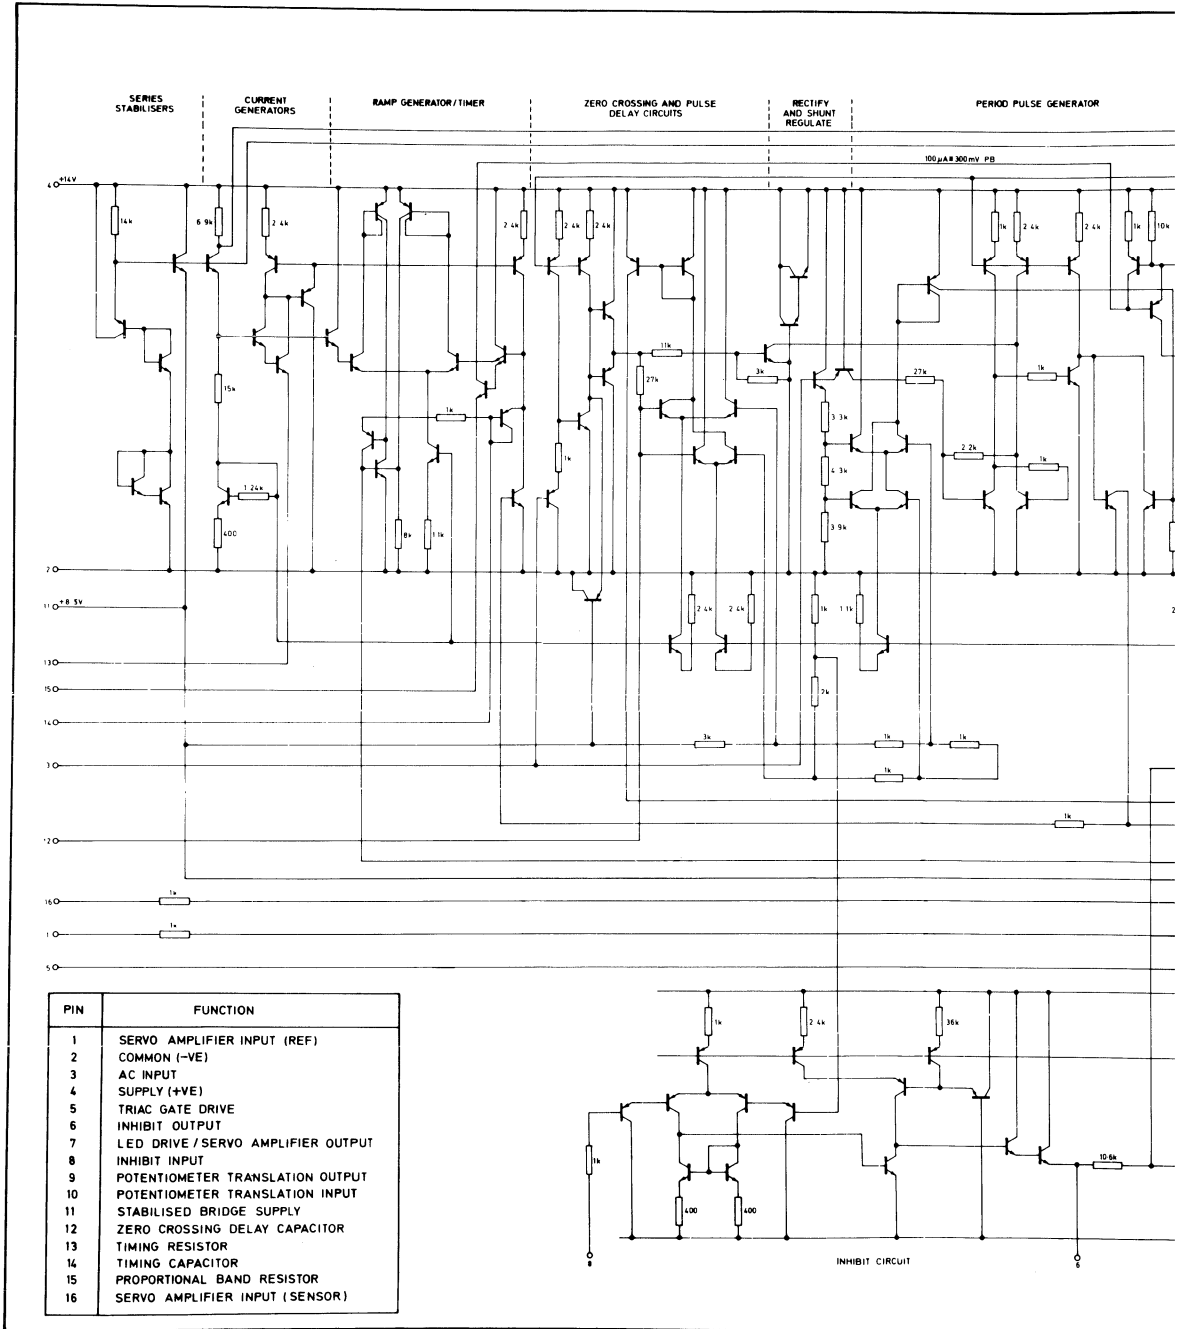 SERIES
STABILISERS
CURRENT
GENERATORS
RAMP GENERATOR/TIMER
ZERO CROSSING AND PULSE
DELAY CIRCUITS
RECTIFY
AND SHUNT
REGULATE
PERIOD PULSE GENERATOR
100µA≡300mV PB
4 +14V
14k
6.9k
2.4k
2.4k
2.4k
2.4k
1k
2.4k
2.4k
1k
10k
11k
3k
27k
27k
1k
15k
1k
3.3k
2.2k
1k
4.3k
1k
1.24k
3.9k
400
8k
1.1k
2
11 +8.5V
2.4k
2.4k
1k
1.1k
2
13
15
2k
14
3k
1k
1k
3
1k
1k
12
1k
16
1k
1
5
PIN FUNCTION
1 SERVO AMPLIFIER INPUT (REF)
2 COMMON (-VE)
3 AC INPUT
4 SUPPLY (+VE)
5 TRIAC GATE DRIVE
6 INHIBIT OUTPUT
7 LED DRIVE / SERVO AMPLIFIER OUTPUT
8 INHIBIT INPUT
9 POTENTIOMETER TRANSLATION OUTPUT
10 POTENTIOMETER TRANSLATION INPUT
11 STABILISED BRIDGE SUPPLY
12 ZERO CROSSING DELAY CAPACITOR
13 TIMING RESISTOR
14 TIMING CAPACITOR
15 PROPORTIONAL BAND RESISTOR
16 SERVO AMPLIFIER INPUT (SENSOR)
1k
2.4k
36k
1k
10.6k
400
400
8
INHIBIT CIRCUIT
6